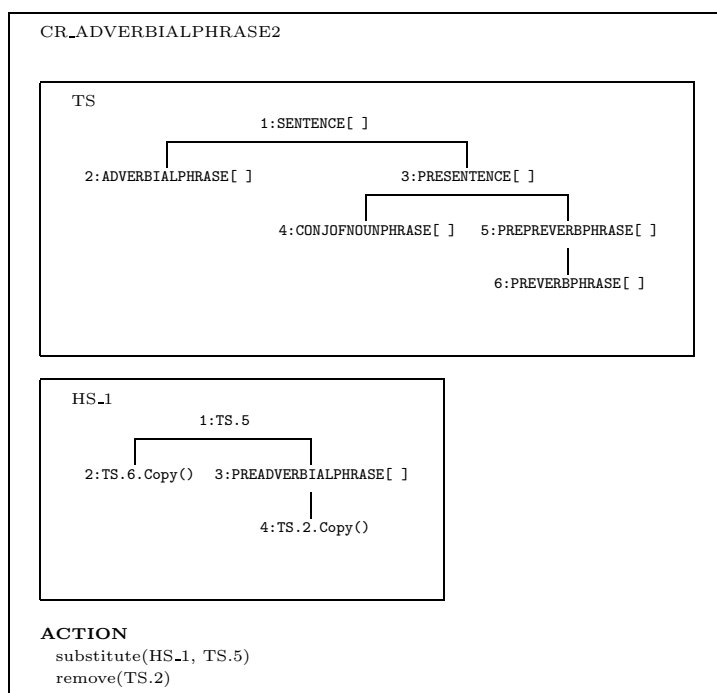 CR_ADVERBIALPHRASE2
TS
1:SENTENCE[ ]
2:ADVERBIALPHRASE[ ] 3:PRESENTENCE[ ]
4:CONJOFNOUNPHRASE[ ] 5:PREPREVERBPHRASE[ ]
6:PREVERBPHRASE[ ]
HS_1
1:TS.5
2:TS.6.Copy() 3:PREADVERBIALPHRASE[ ]
4:TS.2.Copy()
ACTION
substitute(HS_1, TS.5)
remove(TS.2)